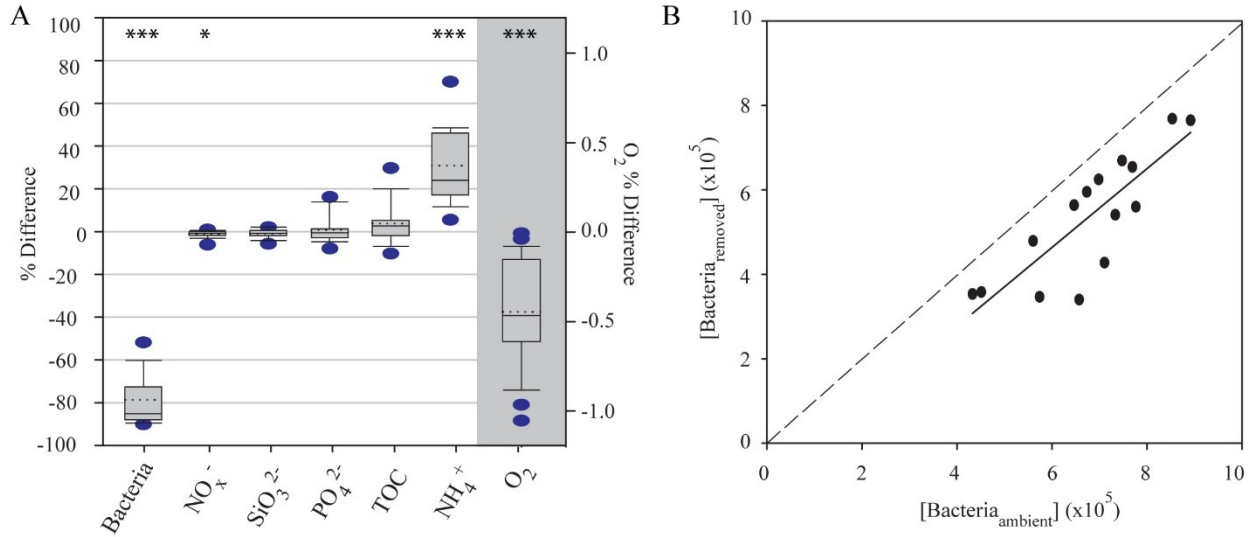 A
B
*** * *** ***
100
80
60
40
20
0
-20
-40
-60
-80
-100
% Difference
1.0
0.5
0.0
-0.5
-1.0
O₂ % Difference
Bacteria
NOₓ⁻
SiO₃²⁻
PO₄²⁻
TOC
NH₄⁺
O₂
10
8
6
4
2
0
[Bacteria_removed] (x10⁵)
0 2 4 6 8 10
[Bacteria_ambient] (x10⁵)